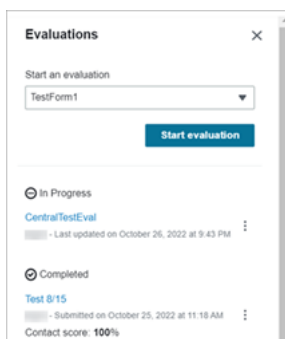 Evaluations
Start an evaluation
TestForm1
Start evaluation
In Progress
CentralTestEval
- Last updated on October 26, 2022 at 9:43 PM
Completed
Test 8/15
- Submitted on October 25, 2022 at 11:18 AM
Contact score: 100%